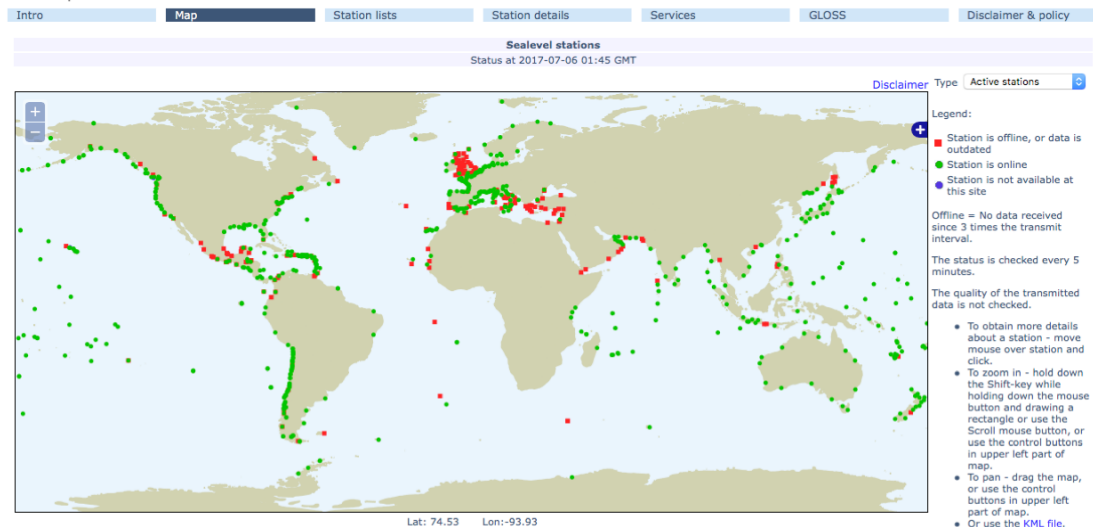 Intro Map Station lists Station details Services GLOSS Disclaimer & policy
Sealevel stations
Status at 2017-07-06 01:45 GMT
Disclaimer Type Active stations
+
−
+
Legend:
Station is offline, or data is
outdated
Station is online
Station is not available at
this site
Offline = No data received
since 3 times the transmit
interval.
The status is checked every 5
minutes.
The quality of the transmitted
data is not checked.
• To obtain more details
about a station - move
mouse over station and
click.
• To zoom in - hold down
the Shift-key while
holding down the mouse
button and drawing a
rectangle or use the
Scroll mouse button, or
use the control buttons
in upper left part of
map.
• To pan - drag the map,
or use the control
buttons in upper left
part of map.
• Or use the KML file.
Lat: 74.53 Lon:-93.93